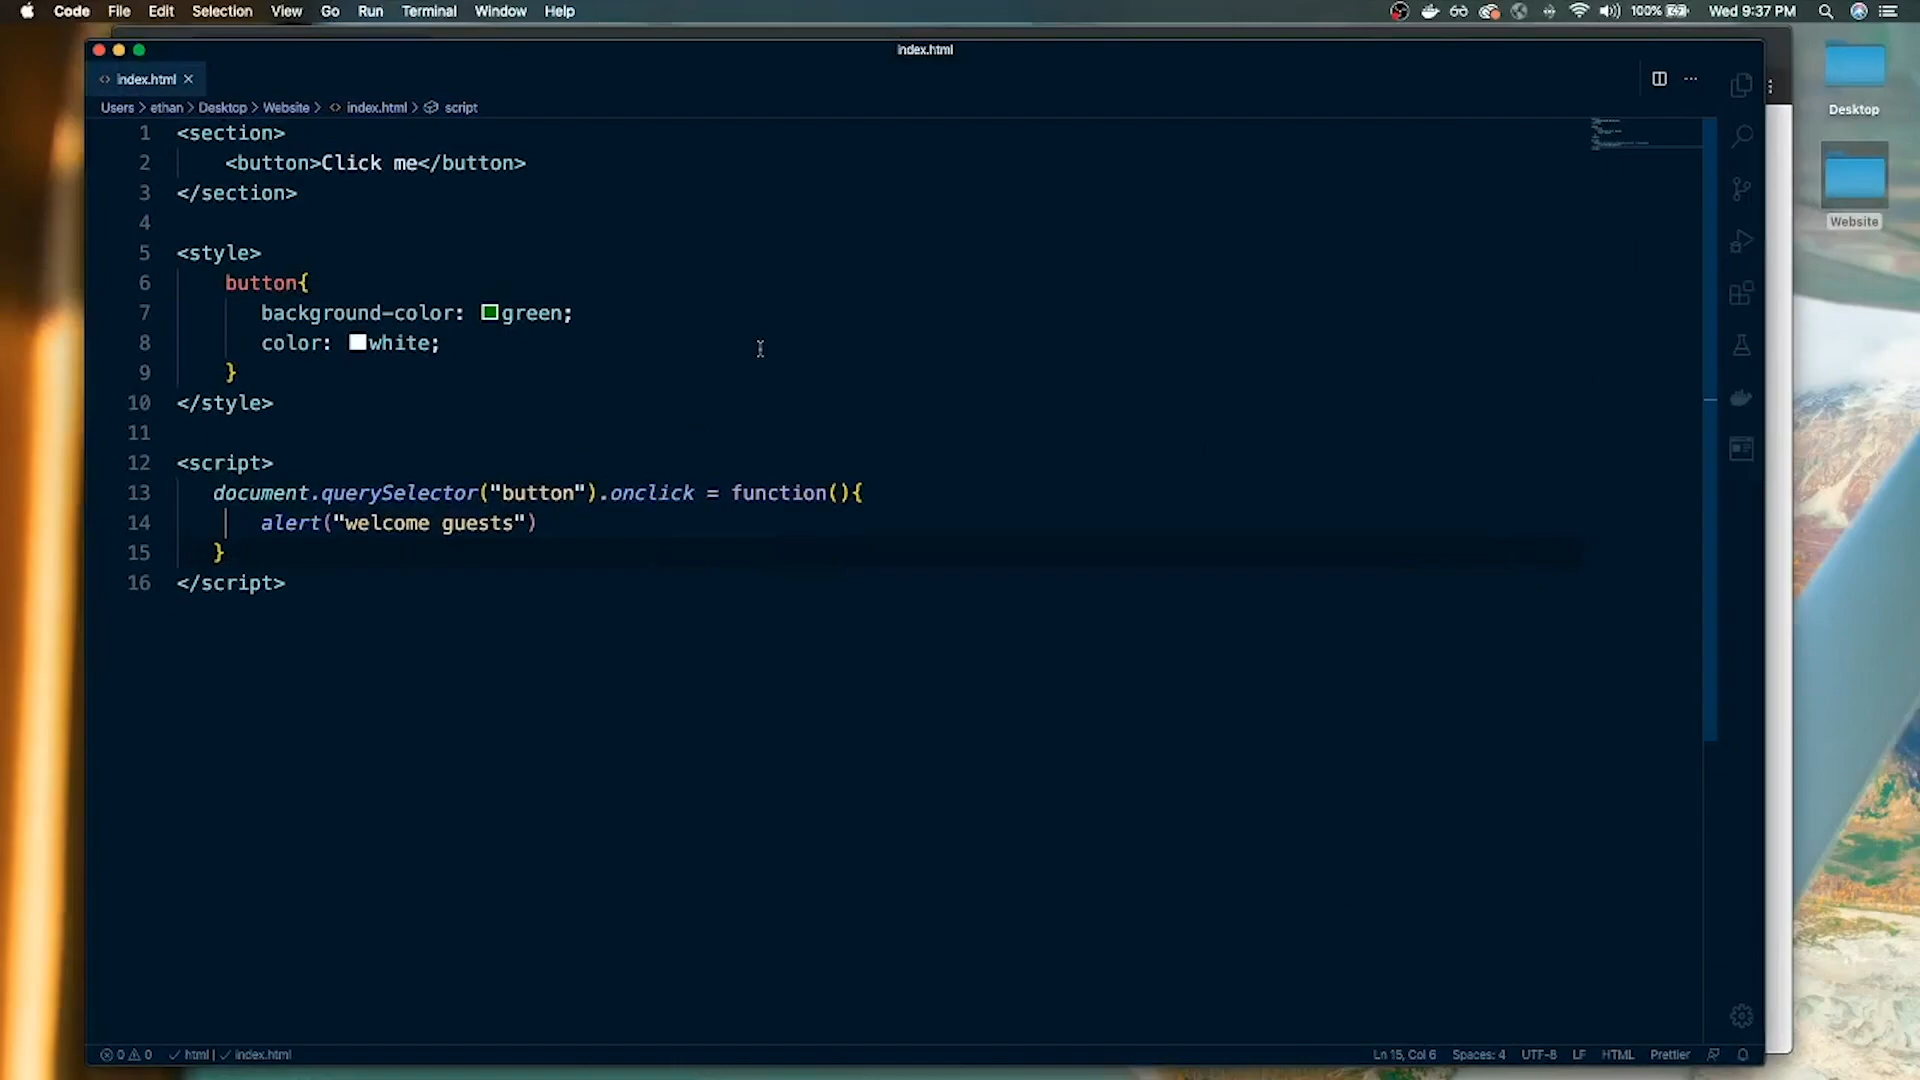 Code File Edit Selection View Go Run Terminal Window Help 100% Wed 9:37 PM
index.html
index.html
Users > ethan > Desktop > Website > <> index.html > script
1 <section>
2 <button>Click me</button>
3 </section>
4
5 <style>
6 button{
7 background-color: green;
8 color: white;
9 }
10 </style>
11
12 <script>
13 document.querySelector("button").onclick = function(){
14 alert("welcome guests")
15 }
16 </script>
Desktop
Website
0 0 html | index.html Ln 15, Col 6 Spaces: 4 UTF-8 LF HTML Prettier